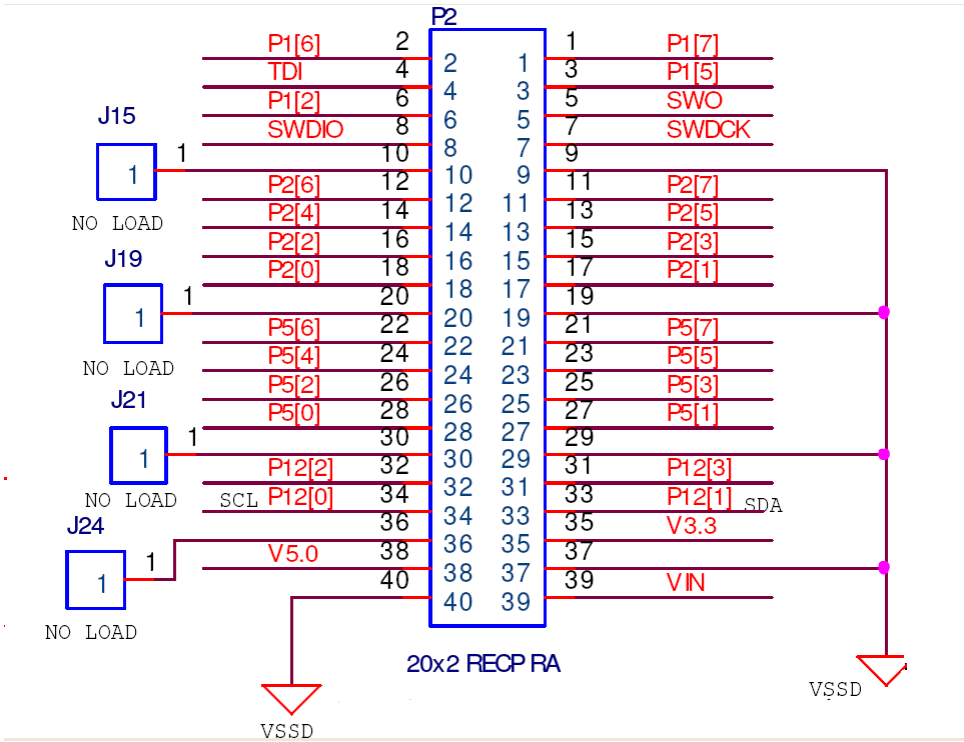 P2
P1[6] 2 1 P1[7]
2 1
TDI 4 3 P1[5]
4 3
P1[2] 6 5 SWO
6 5
J15
SWDIO 8 7 SWDCK
8 7
1 10 9
1 10 9
P2[6] 12 11 P2[7]
12 11
NO LOAD
P2[4] 14 13 P2[5]
14 13
P2[2] 16 15 P2[3]
16 15
J19
P2[0] 18 17 P2[1]
18 17
1 20 19
1 20 19
P5[6] 22 21 P5[7]
22 21
NO LOAD
P5[4] 24 23 P5[5]
24 23
P5[2] 26 25 P5[3]
26 25
J21
P5[0] 28 27 P5[1]
28 27
1 30 29
1 30 29
P12[2] 32 31 P12[3]
32 31
NO LOAD
SCL P12[0] 34 33 P12[1] SDA
34 33
J24
36 35 V3.3
36 35
1 V5.0 38 37
1 38 37
40 39 VIN
40 39
NO LOAD
20x2 RECP RA
VSSD
VSSD